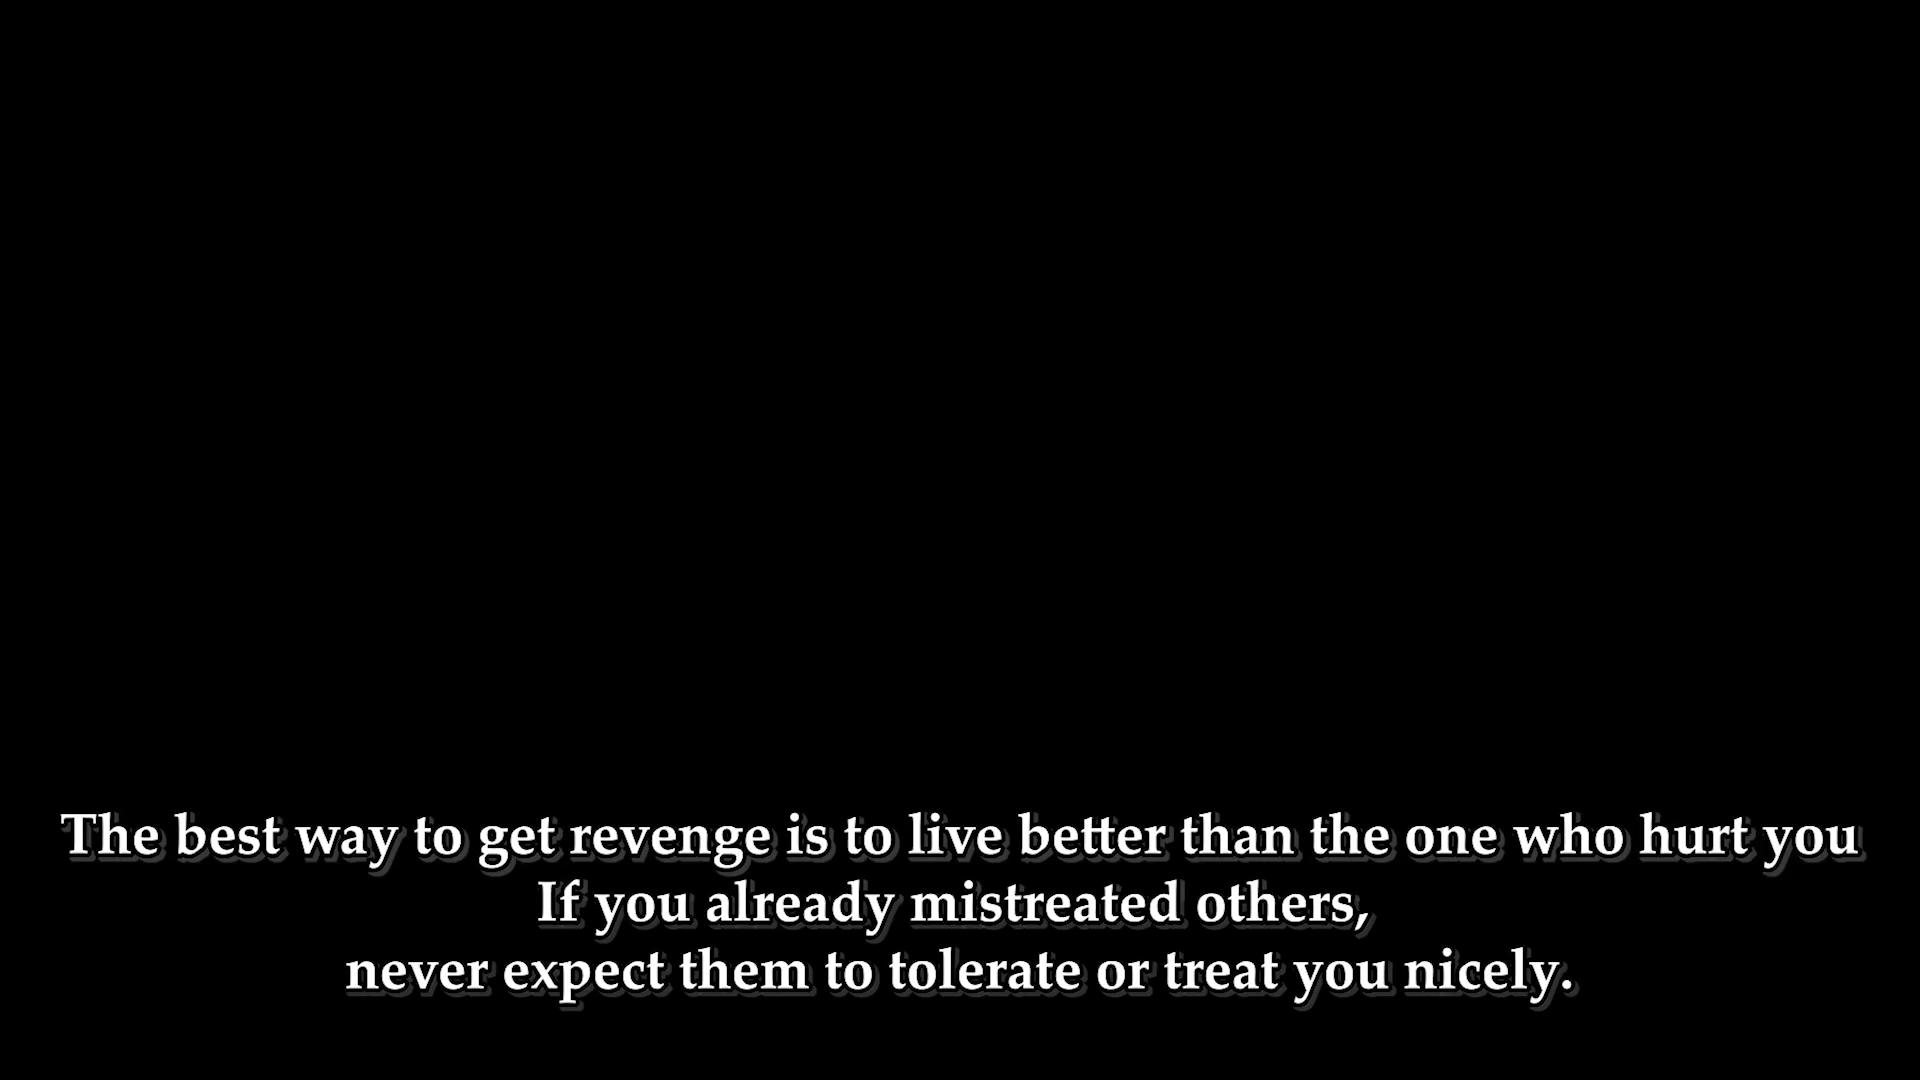 The best way to get revenge is to live better than the one who hurt you
If you already mistreated others,
never expect them to tolerate or treat you nicely.